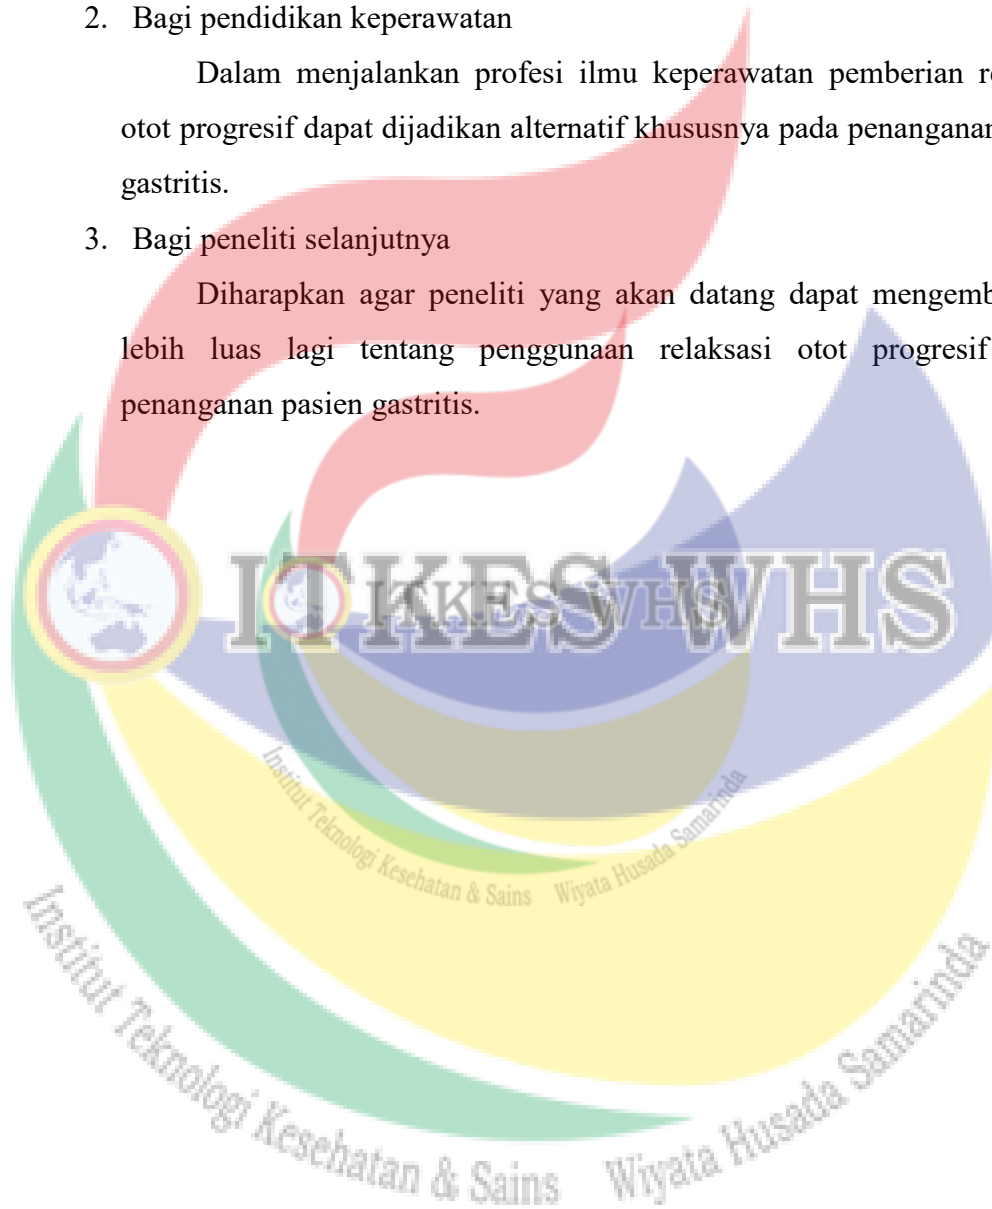 2. Bagi pendidikan keperawatan
Dalam menjalankan profesi ilmu keperawatan pemberian
otot progresif dapat dijadikan alternatif khususnya pada penanganan
gastritis.
3. Bagi peneliti selanjutnya
Diharapkan agar peneliti yang akan datang dapat
lebih luas lagi tentang penggunaan relaksasi otot progresif
penanganan pasien gastritis.
ITKES WHS
ITKES WHS
Institut Teknologi Kesehatan & Sains Wiyata Husada Samarinda
Institut Teknologi Kesehatan & Sains Wiyata Husada Samarinda